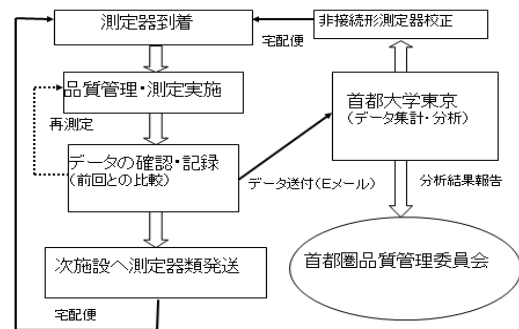 測定器到着
宅配便
非接続形測定器校正
品質管理・測定実施
再測定
首都大学東京
(データ集計・分析)
データの確認・記録
(前回との比較)
データ送付(Eメール)
分析結果報告
次施設へ測定器類発送
宅配便
首都圏品質管理委員会